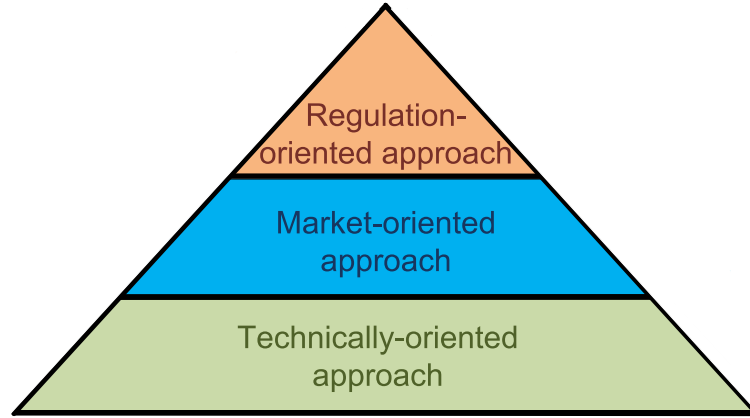 Regulation-
oriented approach
Market-oriented
approach
Technically-oriented
approach